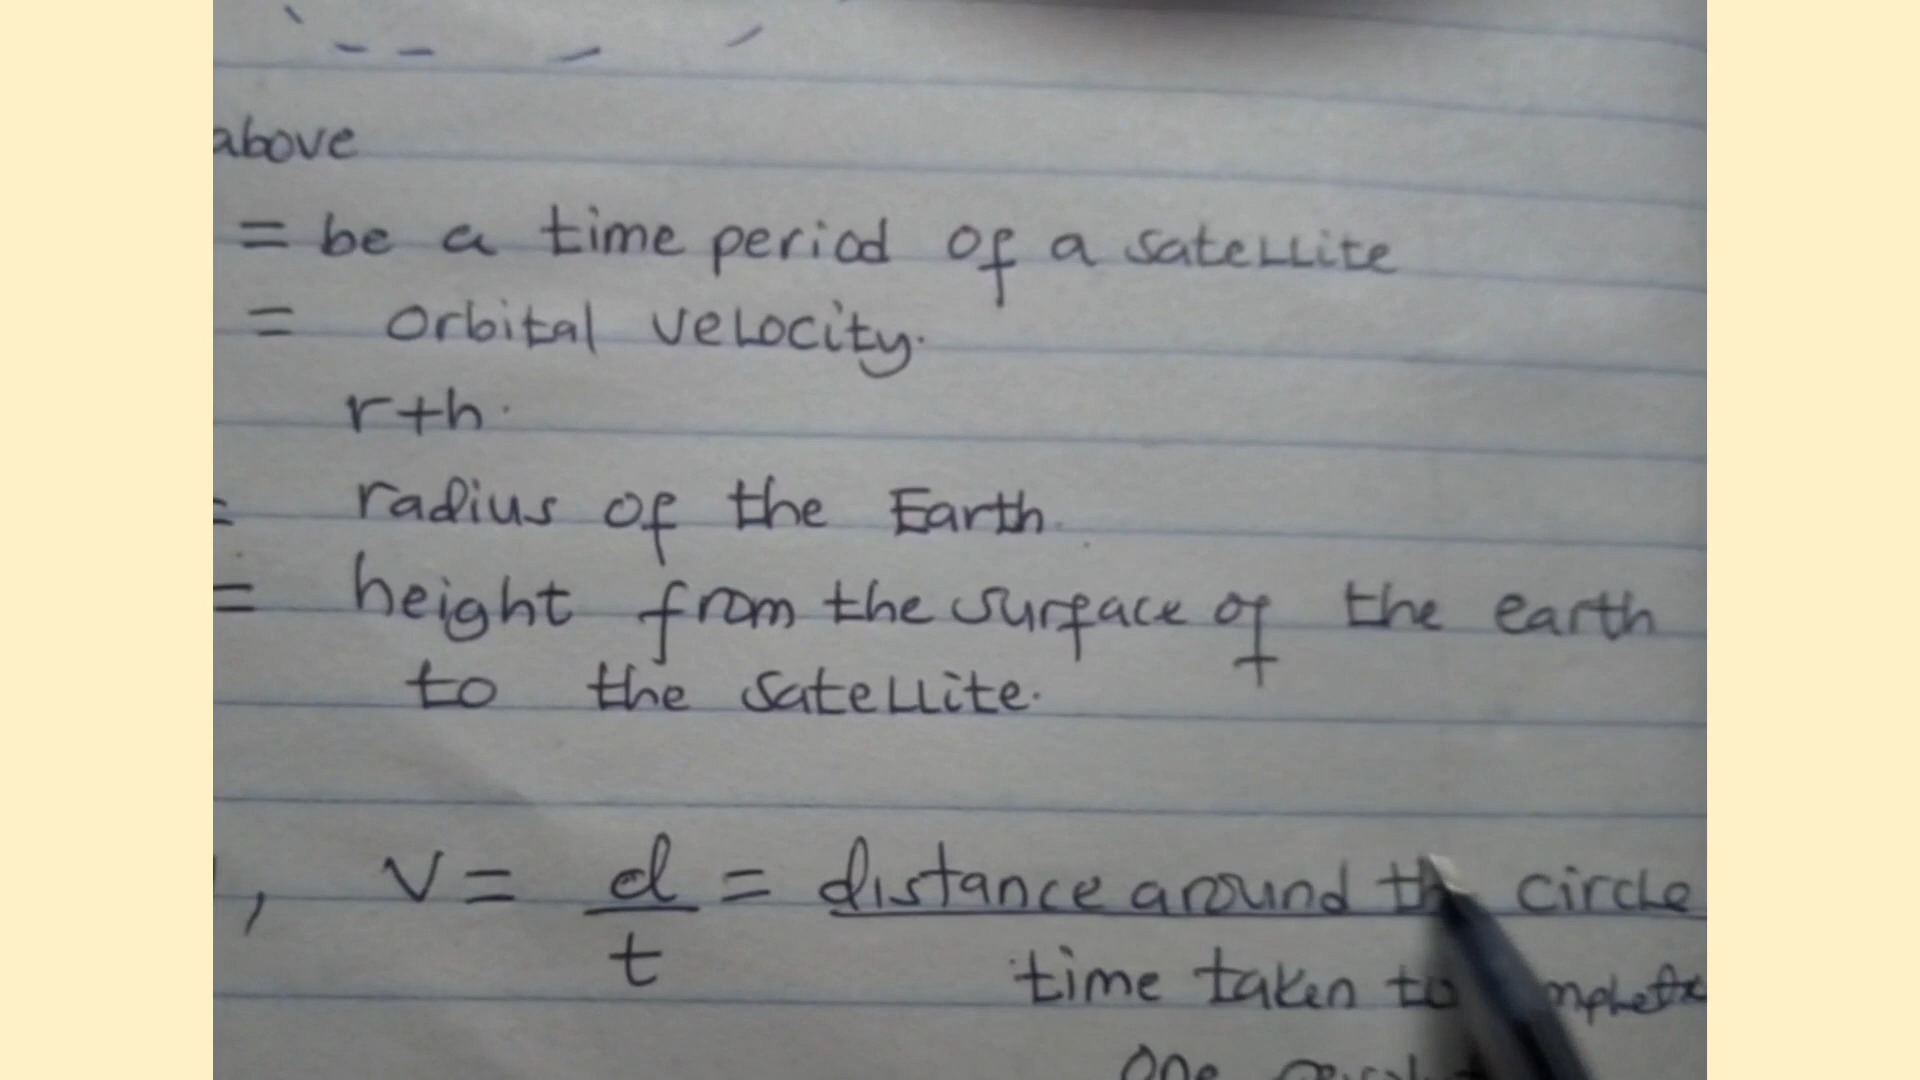 above
= be a time period of a satellite
= orbital velocity.
r+h.
= radius of the Earth.
= height from the surface of the earth
to the satellite.
, V = d/t = distance around circle
time taken to
one